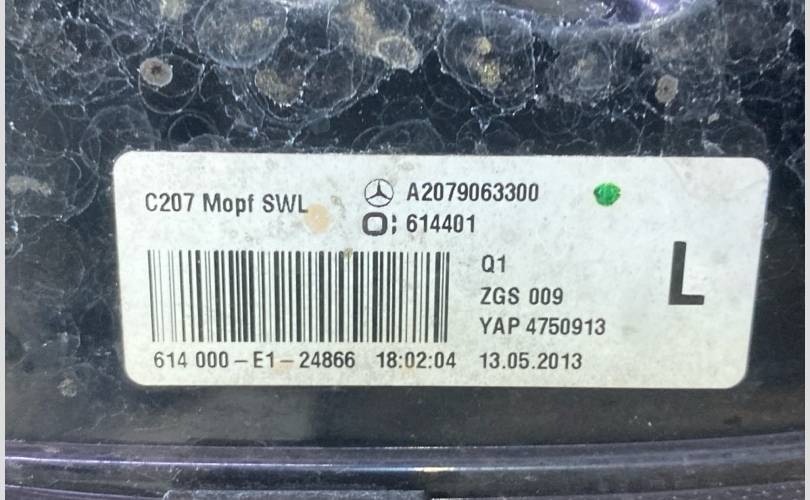 C207 Mopf SWL
A2079063300
O: 614401
Q1
ZGS 009
L
YAP 4750913
614 000-E1-24866 18:02:04 13.05.2013